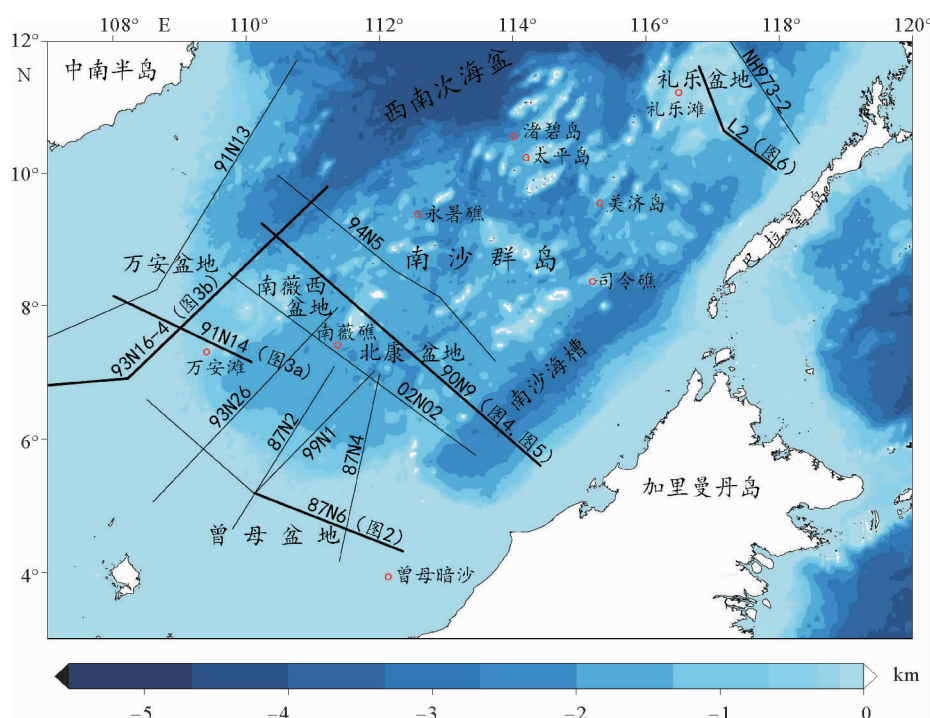 108° E 110° 112° 114° 116° 118° 120°
12°
N
10°
8°
6°
4°
中南半岛
西南次海盆
礼乐盆地
礼乐滩
NH973-2
L2 (图6)
渚碧岛
太平岛
91N13
美济岛
永暑礁
94N5
巴拉望岛
南沙群岛
万安盆地
南薇西
盆地
司令礁
93N16-4 (图3b)
91N14 (图3a)
南薇礁
北康盆地
万安滩
南沙海槽
93N26
87N2
99N1
87N4
02N02
90N9 (图4, 图5)
加里曼丹岛
87N6 (图2)
曾母盆地
曾母暗沙
km
-5 -4 -3 -2 -1 0